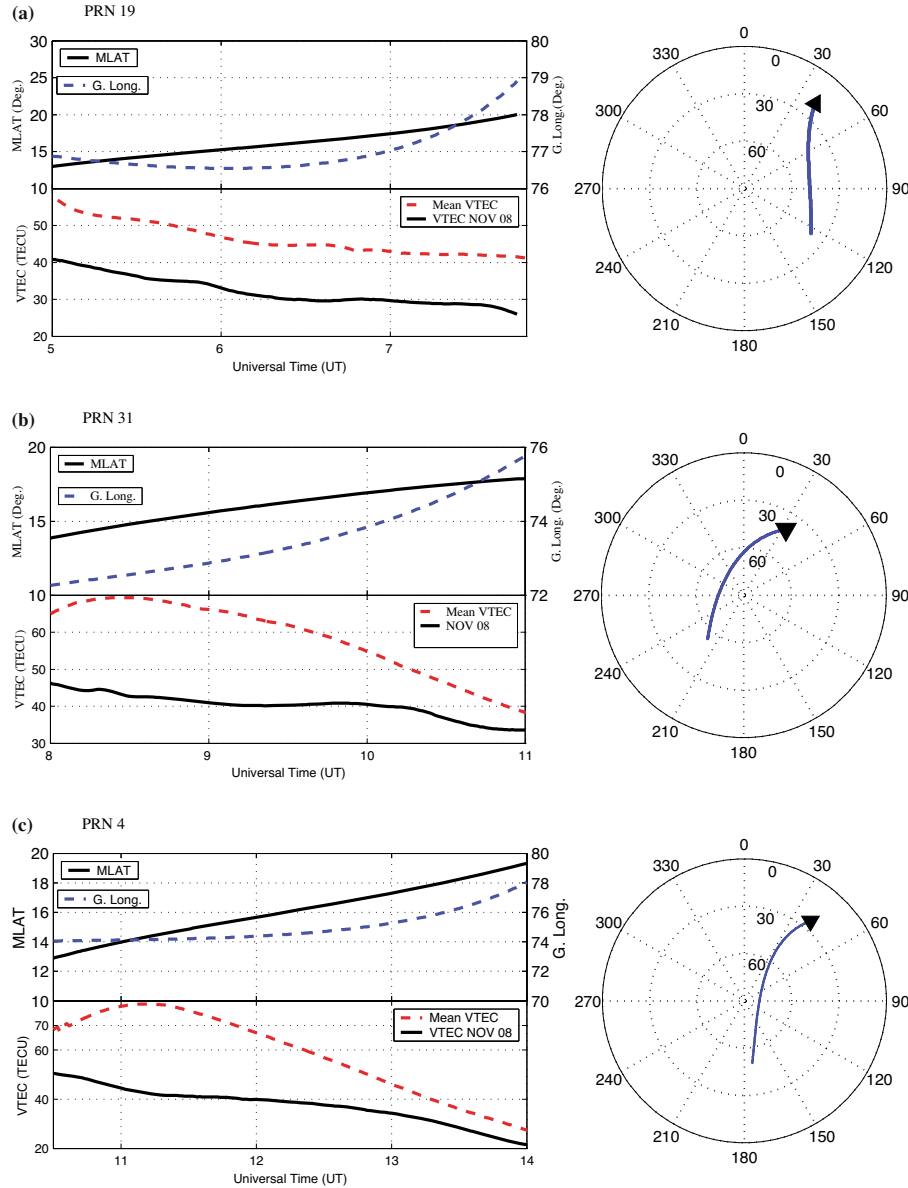 (a) PRN 19
30 80
MLAT
G. Long.
25 79
20 78
15 77
10 76
MLAT (Deg.)
G. Long.(Deg.)
Mean VTEC
VTEC NOV 08
50
40
30
20
VTEC (TECU)
5 6 7
Universal Time (UT)
0
330 0 30
300 30 60
60
270 90
240 120
210 150
180
(b) PRN 31
20 76
MLAT
G. Long.
15 74
10 72
MLAT (Deg.)
G. Long. (Deg.)
Mean VTEC
NOV 08
60
50
40
30
VTEC (TECU)
8 9 10 11
Universal Time (UT)
0
330 0 30
300 30 60
60
270 90
240 120
210 150
180
(c) PRN 4
20 80
MLAT
G. Long.
18 78
16 76
14 74
12 72
10 70
MLAT
G. Long.
Mean VTEC
VTEC NOV 08
70
60
40
20
VTEC (TECU)
11 12 13 14
Universal Time (UT)
0
330 0 30
300 30 60
60
270 90
240 120
210 150
180